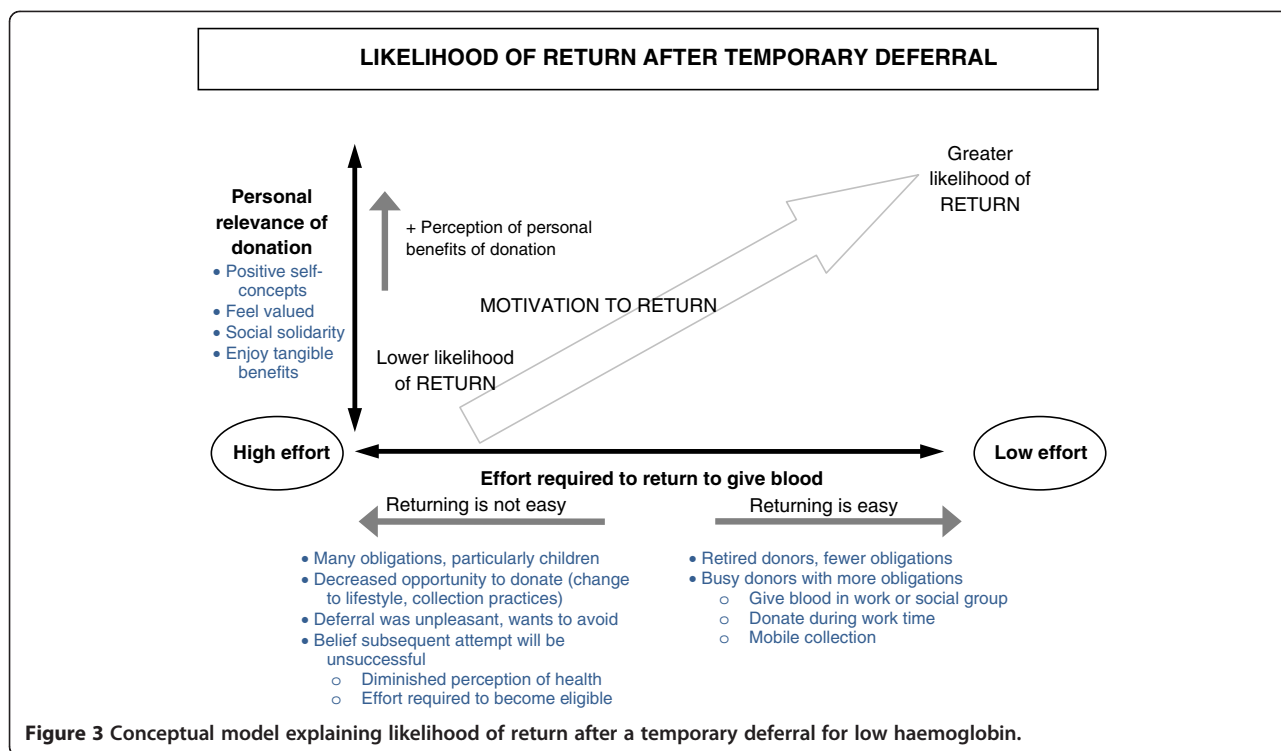 LIKELIHOOD OF RETURN AFTER TEMPORARY DEFERRAL
Greater
likelihood of
RETURN
Personal
relevance of
donation
• Positive self-
concepts
• Feel valued
• Social solidarity
• Enjoy tangible
benefits
+ Perception of personal
benefits of donation
MOTIVATION TO RETURN
Lower likelihood
of RETURN
High effort
Low effort
Effort required to return to give blood
Returning is not easy
Returning is easy
• Many obligations, particularly children
• Decreased opportunity to donate (change
to lifestyle, collection practices)
• Deferral was unpleasant, wants to avoid
• Belief subsequent attempt will be
unsuccessful
o Diminished perception of health
o Effort required to become eligible
• Retired donors, fewer obligations
• Busy donors with more obligations
o Give blood in work or social group
o Donate during work time
o Mobile collection
Figure 3 Conceptual model explaining likelihood of return after a temporary deferral for low haemoglobin.